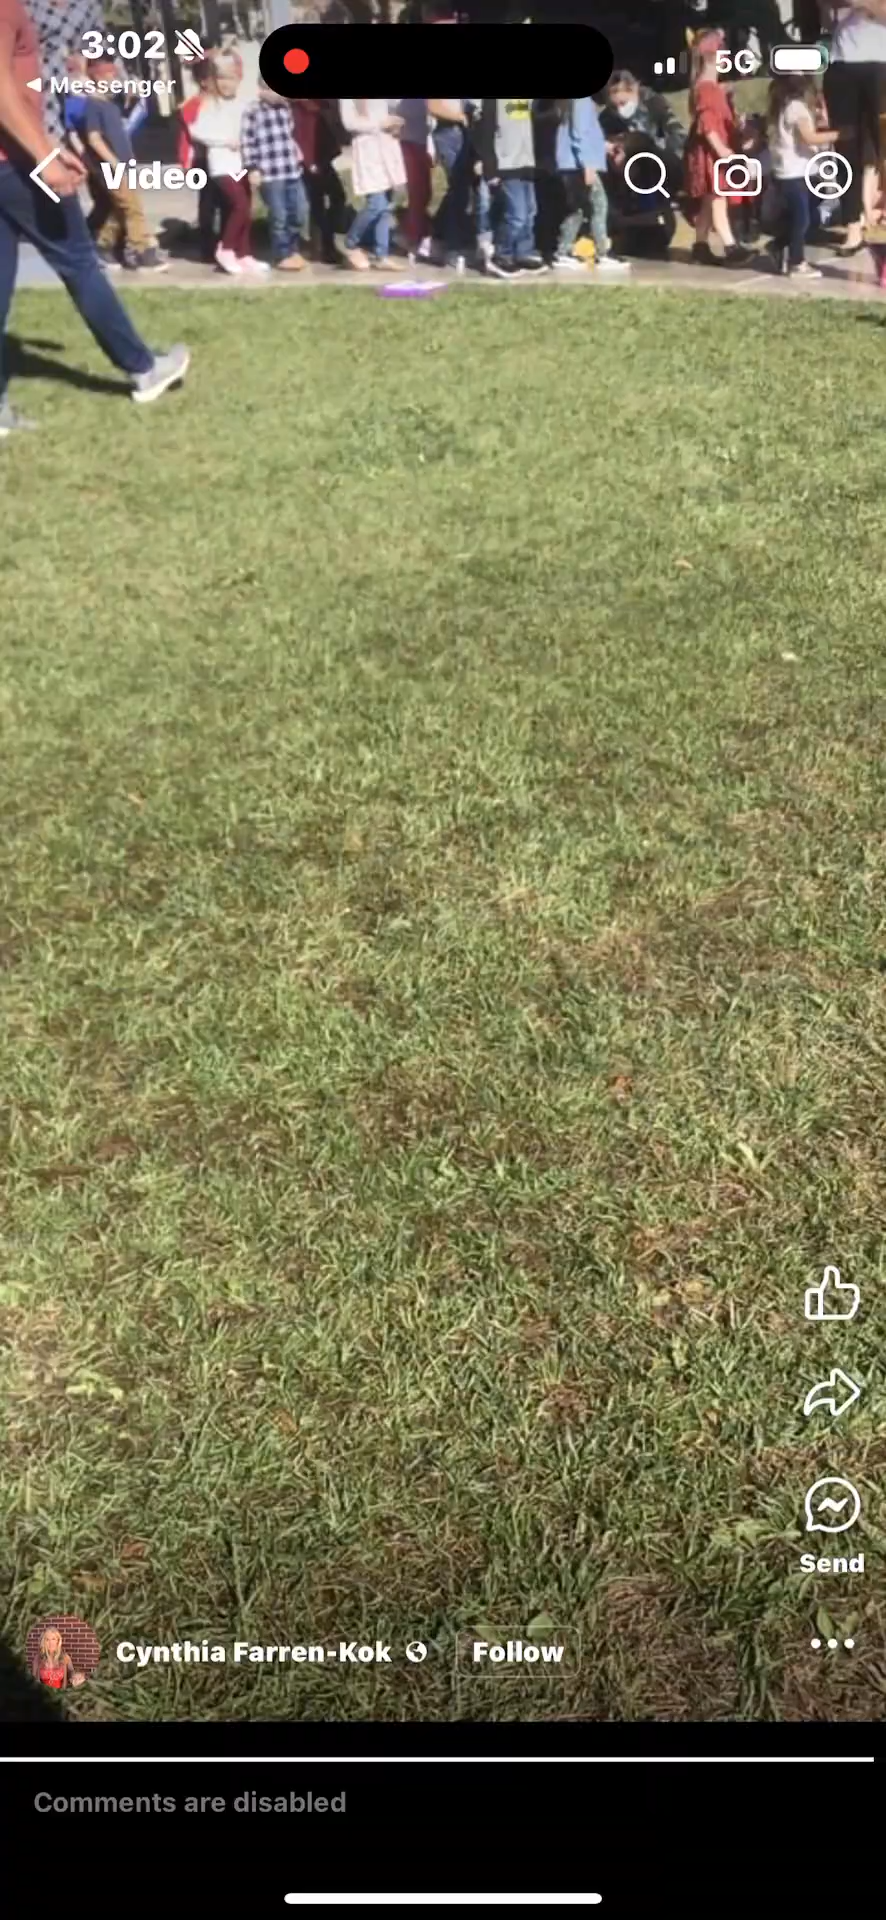 3:02
5G
Messenger
Video
Send
Cynthia Farren-Kok
Follow
Comments are disabled